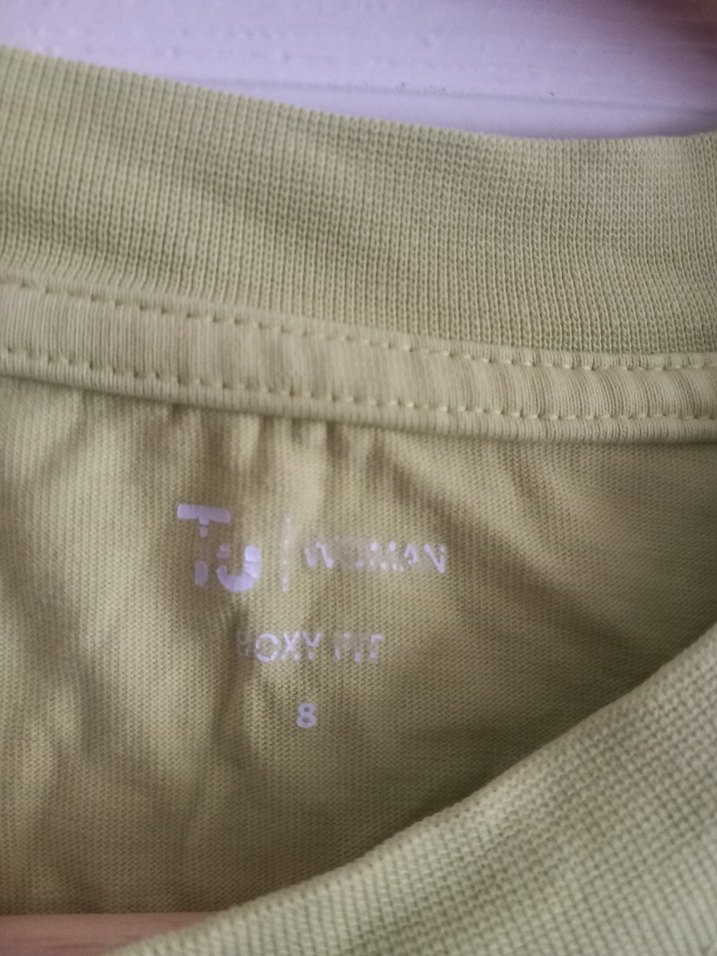 Tu | WOMAN
BOXY FIT
8